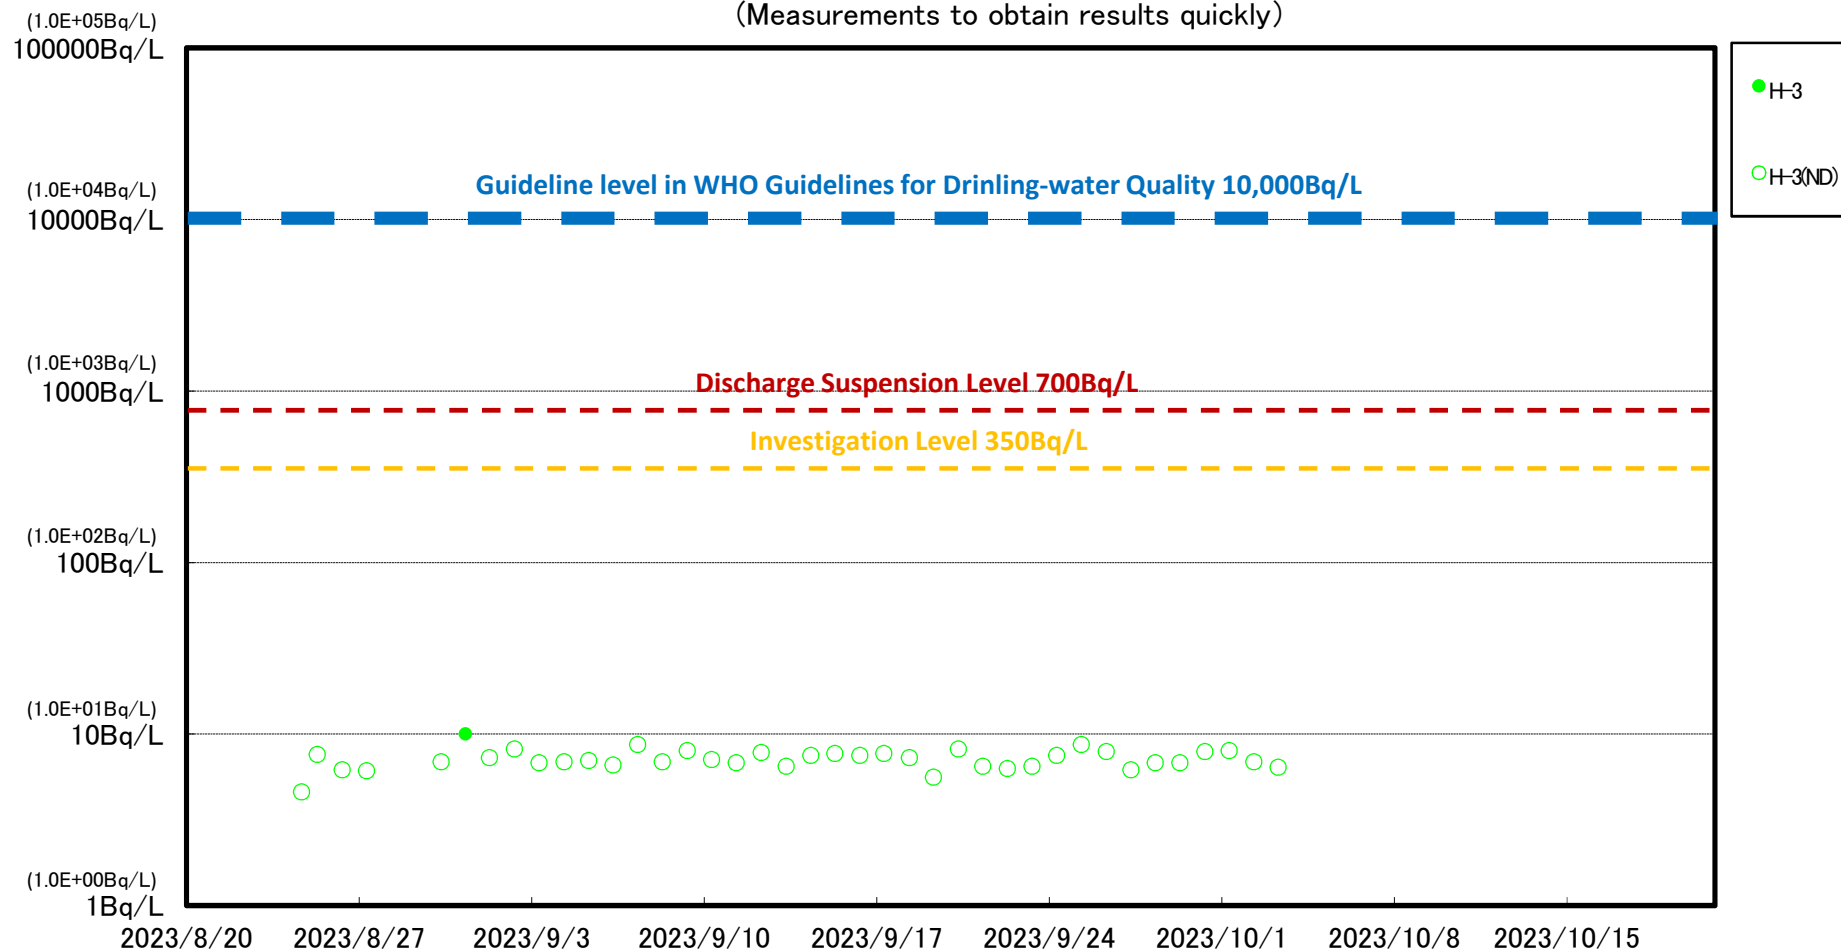 (Measurements to obtain results quickly)
(1.0E+05Bq/L)
100000Bq/L
H-3
H-3(ND)
(1.0E+04Bq/L)
10000Bq/L
Guideline level in WHO Guidelines for Drinling-water Quality 10,000Bq/L
(1.0E+03Bq/L)
1000Bq/L
Discharge Suspension Level 700Bq/L
Investigation Level 350Bq/L
(1.0E+02Bq/L)
100Bq/L
(1.0E+01Bq/L)
10Bq/L
(1.0E+00Bq/L)
1Bq/L
2023/8/20 2023/8/27 2023/9/3 2023/9/10 2023/9/17 2023/9/24 2023/10/1 2023/10/8 2023/10/15